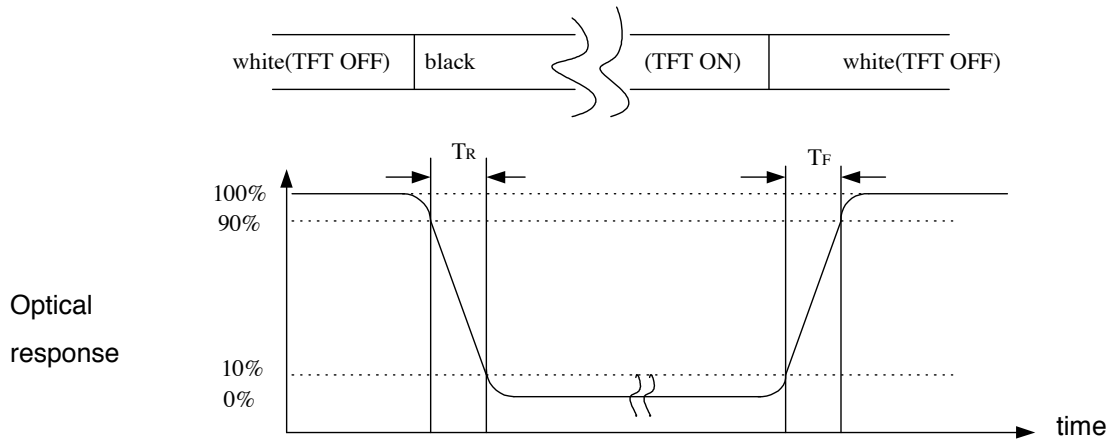 white(TFT OFF) black (TFT ON) white(TFT OFF)
TR TF
100%
90%
Optical
response
10%
0%
time